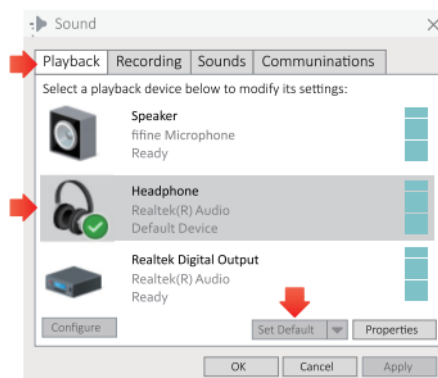 Sound
Playback Recording Sounds Communinations
Select a playback device below to modify its settings:
Speaker
fifine Microphone
Ready
Headphone
Realtek(R) Audio
Default Device
Realtek Digital Output
Realtek(R) Audio
Ready
Configure Set Default Properties
OK Cancel Apply